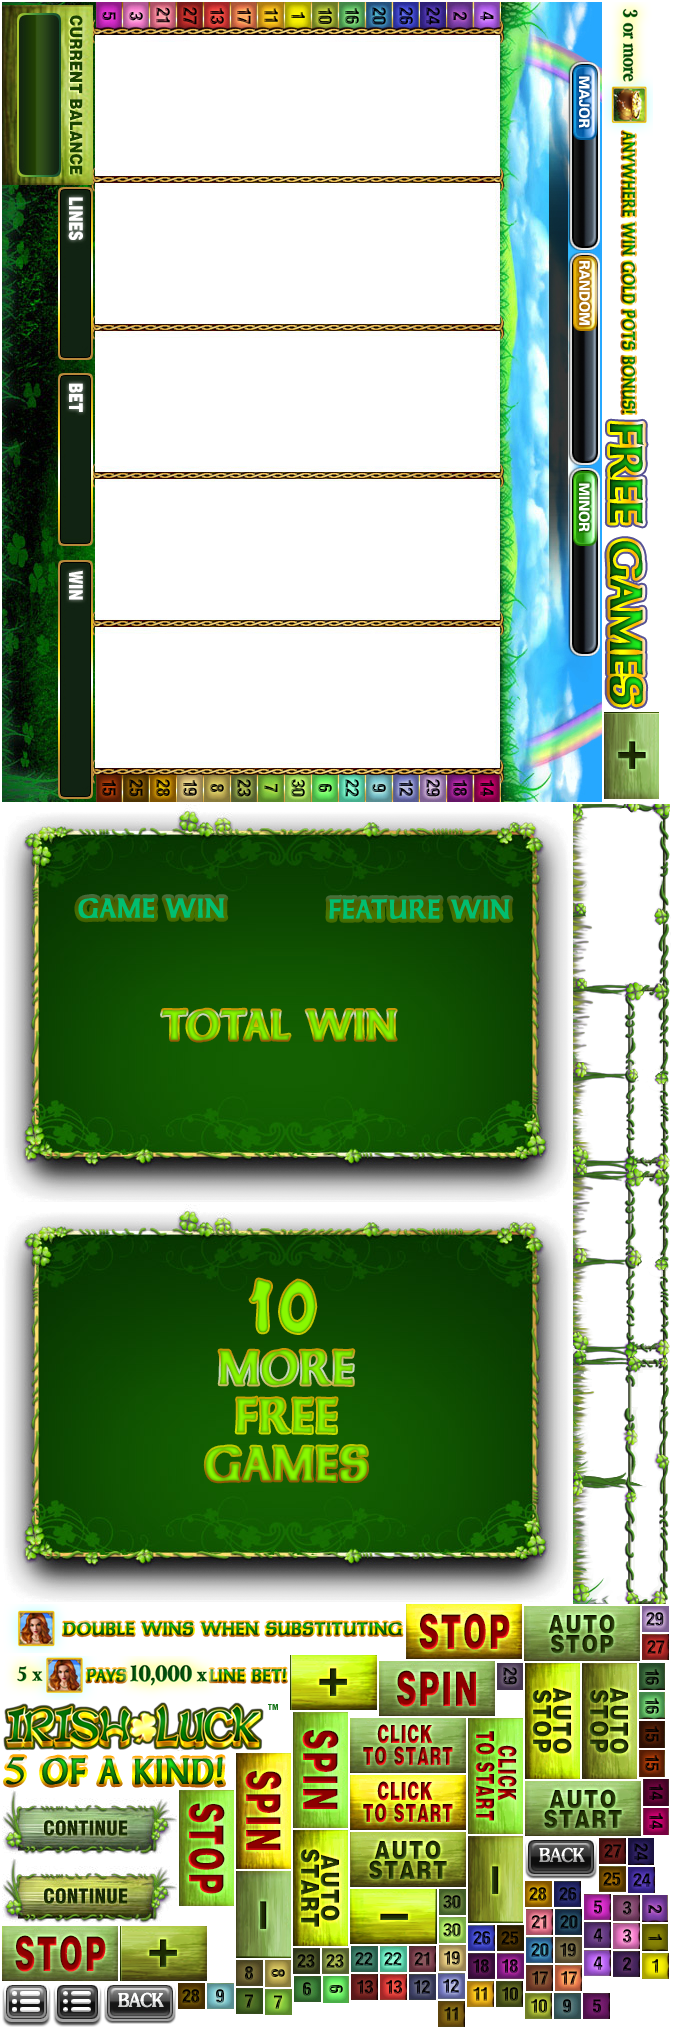 5 3 21 27 13 17 11 10 16 20 26 24 2 4
CURRENT BALANCE
LINES
BET
WIN
MAJOR
RANDOM
MINOR
3 or more
ANYWHERE WIN GOLD POTS BONUS!
FREE GAMES
+
15 25 28 19 8 23 7 30 6 22 9 12 29 18 14
GAME WIN FEATURE WIN
TOTAL WIN
10
MORE
FREE
GAMES
DOUBLE WINS WHEN SUBSTITUTING
STOP
AUTO
STOP
29
27
5 x PAYS 10,000 x LINE BET!
+
SPIN
29
AUTO
STOP
AUTO
STOP
16
16
15
15
IRISH LUCK™
5 OF A KIND!
SPIN
CLICK
TO START
CLICK
TO START
CLICK
TO START
SPIN
STOP
AUTO
START
14
14
CONTINUE
CONTINUE
AUTO
START
AUTO
START
–
–
–
BACK
27 24
25 24
28 26
21 20
20 19
17 17
10 9 5
5 3 2
4 3 1
4 2 1
30
30
26 25
18 18
11 10
STOP
+
8 8
7 7
23 23 22 22 21 19
6 6 13 13 12 12
11
BACK
28 9